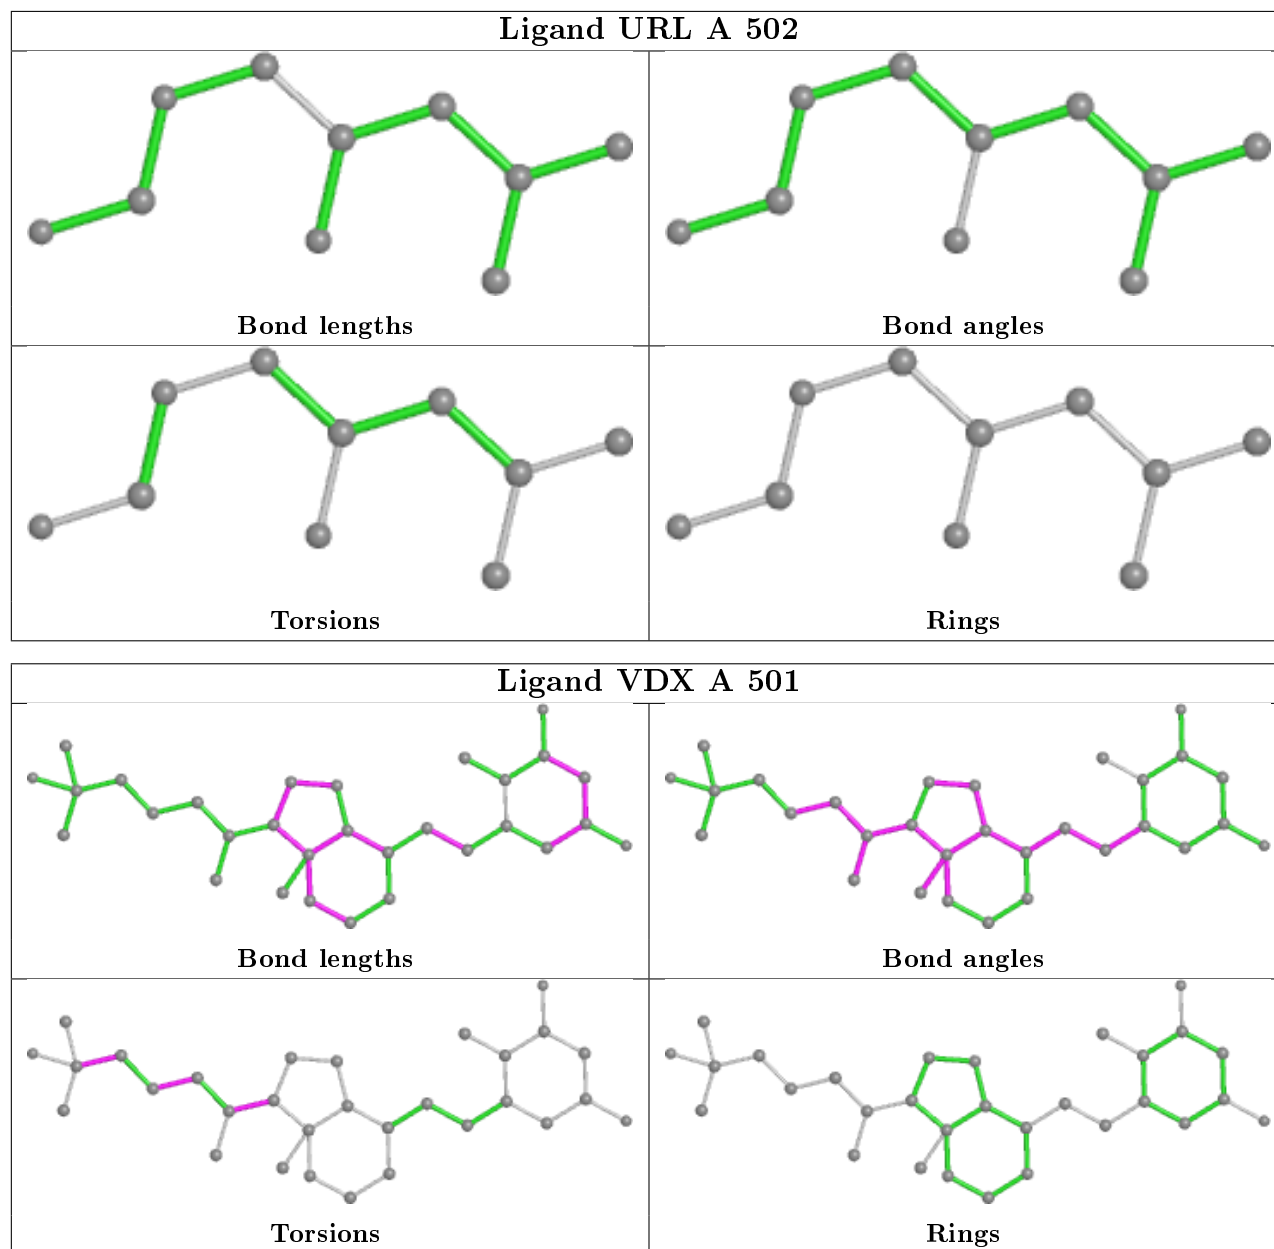 Ligand URL A 502
Bond lengths
Bond angles
Torsions
Rings
Ligand VDX A 501
Bond lengths
Bond angles
Torsions
Rings